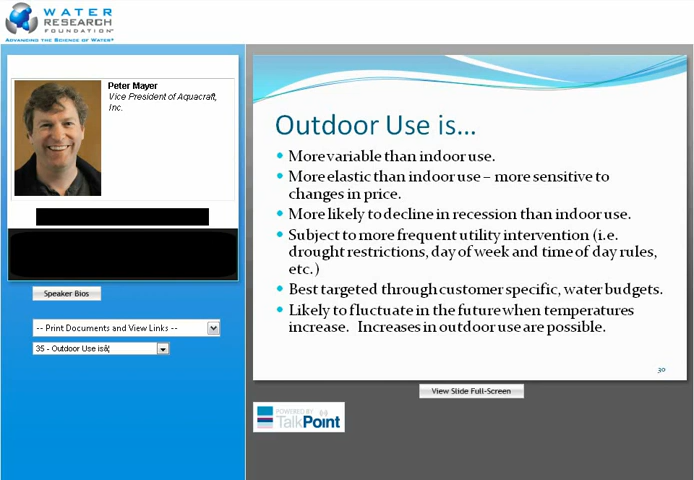 WATER
RESEARCH
FOUNDATION
ADVANCING THE SCIENCE OF WATER®
Peter Mayer
Vice President of Aquacraft,
Inc.
Speaker Bios
-- Print Documents and View Links --
35 - Outdoor Use isâ¦
Outdoor Use is...
• More variable than indoor use.
• More elastic than indoor use – more sensitive to
changes in price.
• More likely to decline in recession than indoor use.
• Subject to more frequent utility intervention (i.e.
drought restrictions, day of week and time of day rules,
etc.)
• Best targeted through customer specific, water budgets.
• Likely to fluctuate in the future when temperatures
increase. Increases in outdoor use are possible.
30
View Slide Full-Screen
POWERED BY
TalkPoint